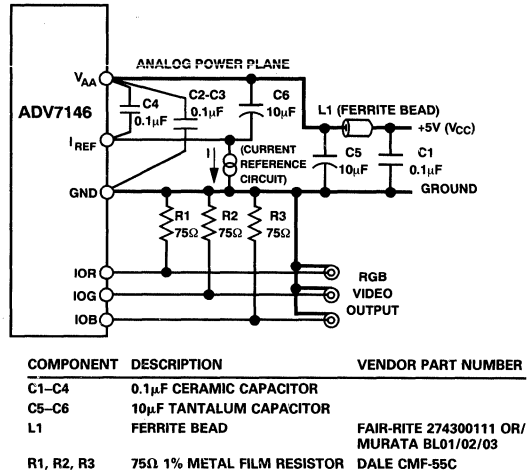 ANALOG POWER PLANE
V_AA
C4
0.1µF
C2-C3
0.1µF
C6
10µF
L1 (FERRITE BEAD)
+5V (V_CC)
ADV7146
I_REF
I
(CURRENT
REFERENCE
CIRCUIT)
C5
10µF
C1
0.1µF
GND
GROUND
R1
75Ω
R2
75Ω
R3
75Ω
IOR
IOG
IOB
RGB
VIDEO
OUTPUT
COMPONENT DESCRIPTION VENDOR PART NUMBER
C1–C4 0.1µF CERAMIC CAPACITOR
C5–C6 10µF TANTALUM CAPACITOR
L1 FERRITE BEAD FAIR-RITE 274300111 OR/
MURATA BL01/02/03
R1, R2, R3 75Ω 1% METAL FILM RESISTOR DALE CMF-55C